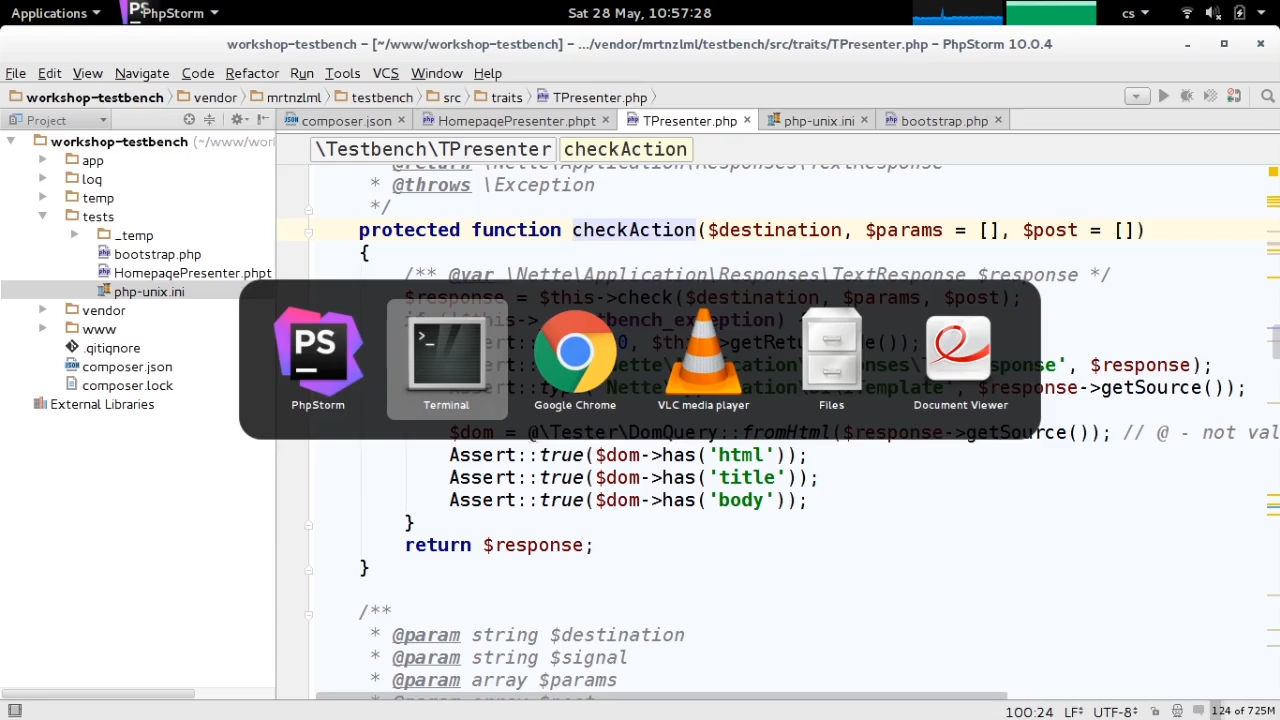 Applications PhpStorm Sat 28 May, 10:57:28 cs
workshop-testbench - [~/www/workshop-testbench] - .../vendor/mrtnzlml/testbench/src/traits/TPresenter.php - PhpStorm 10.0.4
File Edit View Navigate Code Refactor Run Tools VCS Window Help
workshop-testbench vendor mrtnzlml testbench src traits TPresenter.php
Project composer.json HomepagePresenter.phpt TPresenter.php php-unix.ini bootstrap.php
workshop-testbench (~/www/wor
\Testbench\TPresenter checkAction
app
log
temp
tests
_temp
bootstrap.php
HomepagePresenter.phpt
php-unix.ini
vendor
www
.gitignore
composer.json
composer.lock
External Libraries
* @return \Nette\Application\Responses\TextResponse
* @throws \Exception
*/
protected function checkAction($destination, $params = [], $post = [])
{
/** @var \Nette\Application\Responses\TextResponse $response */
$response = $this->check($destination, $params, $post);
$response);
$response->getSource());
$dom = @\Tester\DomQuery::fromHtml($response->getSource()); // @ - not val
Assert::true($dom->has('html'));
Assert::true($dom->has('title'));
Assert::true($dom->has('body'));
}
return $response;
}
/**
* @param string $destination
* @param string $signal
* @param array $params
PS
PhpStorm Terminal Google Chrome VLC media player Files Document Viewer
100:24 LF UTF-8 124 of 725M